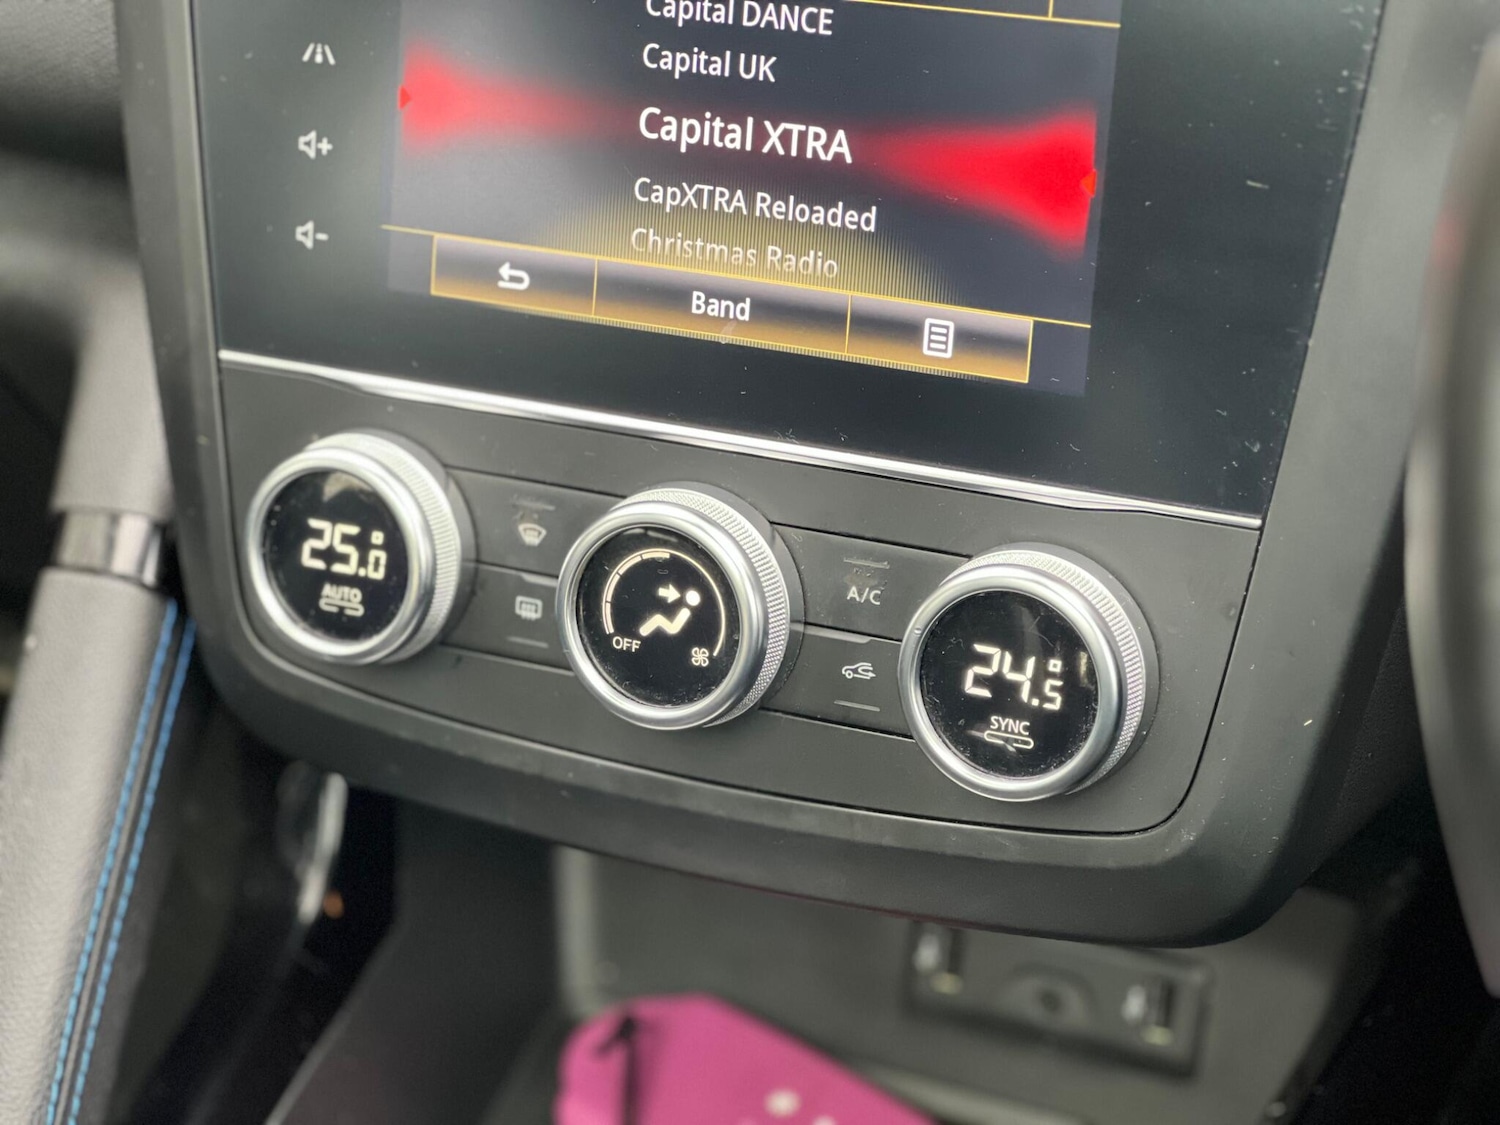 Capital DANCE
Capital UK
Capital XTRA
CapXTRA Reloaded
Christmas Radio
Band
25.0
AUTO
OFF
A/C
24.5
SYNC